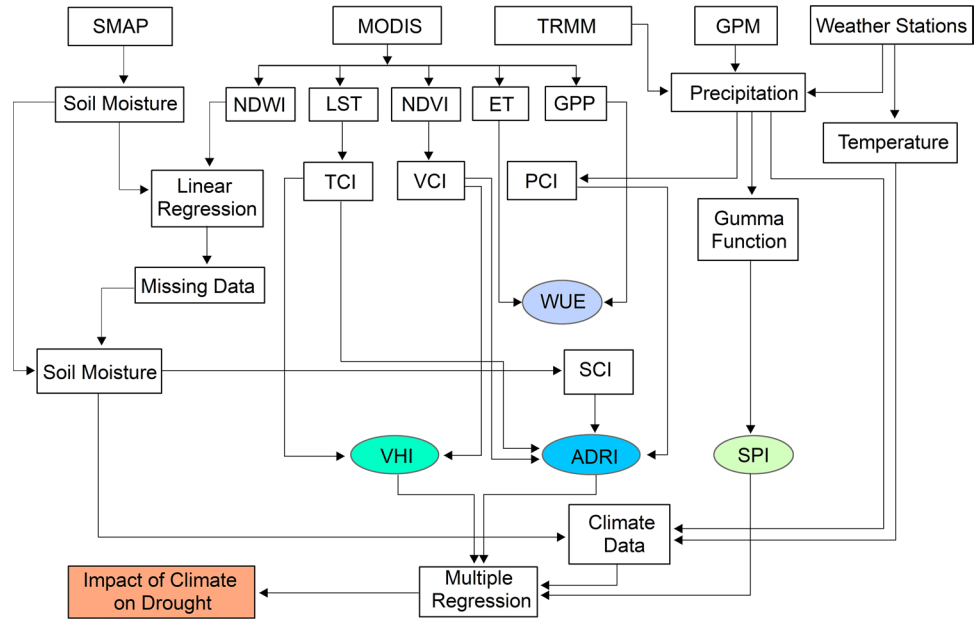 SMAP
MODIS
TRMM
GPM
Weather Stations
Soil Moisture
NDWI
LST
NDVI
ET
GPP
Precipitation
Temperature
Linear
Regression
TCI
VCI
PCI
Gumma
Function
Missing Data
WUE
Soil Moisture
SCI
VHI
ADRI
SPI
Climate
Data
Impact of Climate
on Drought
Multiple
Regression